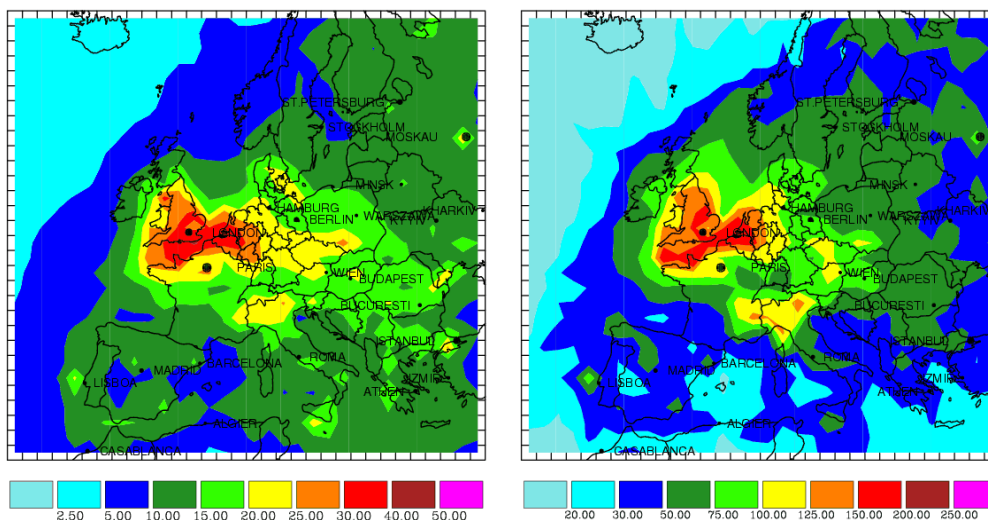 ST.PETERSBURG
STOCKHOLM
MOSKAU
MINSK
HAMBURG
BERLIN
WARSZAWA
KHARKIV
KYYIV
LONDON
PARIS
WIEN
BUDAPEST
BUCURESTI
ISTANBUL
ROMA
BARCELONA
MADRID
LISBOA
IZMIR
ATHEN
ALGIER
CASABLANCA
2.50 5.00 10.00 15.00 20.00 25.00 30.00 40.00 50.00
ST.PETERSBURG
STOCKHOLM
MOSKAU
MINSK
HAMBURG
BERLIN
WARSZAWA
KHARKIV
KYYIV
LONDON
PARIS
WIEN
BUDAPEST
BUCURESTI
ISTANBUL
ROMA
BARCELONA
MADRID
LISBOA
IZMIR
ATHEN
ALGIER
CASABLANCA
20.00 30.00 50.00 75.00 100.00 125.00 150.00 200.00 250.00